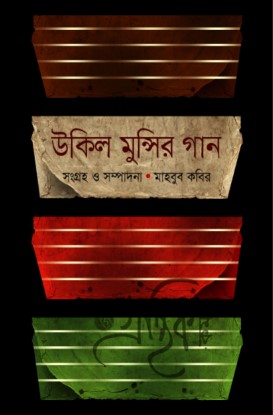 উকিল মুন্সির গান
সংগ্রহ ও সম্পাদনা • মাহবুব কবির